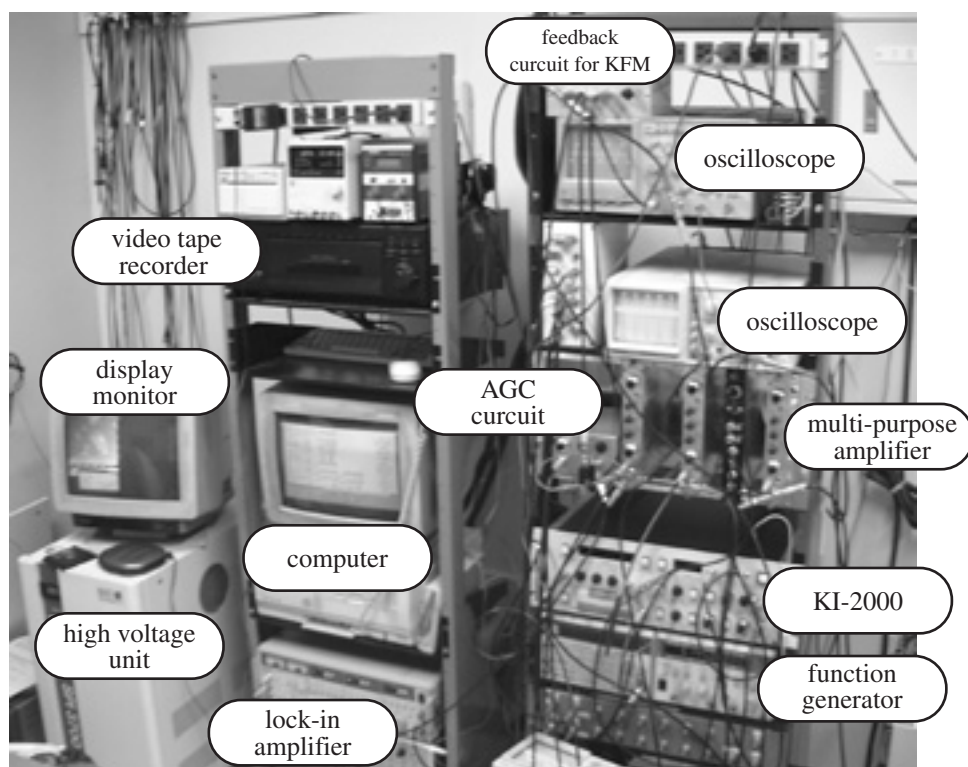 feedback
curcuit for KFM
oscilloscope
video tape
recorder
oscilloscope
display
monitor
AGC
curcuit
multi-purpose
amplifier
computer
KI-2000
high voltage
unit
function
generator
lock-in
amplifier